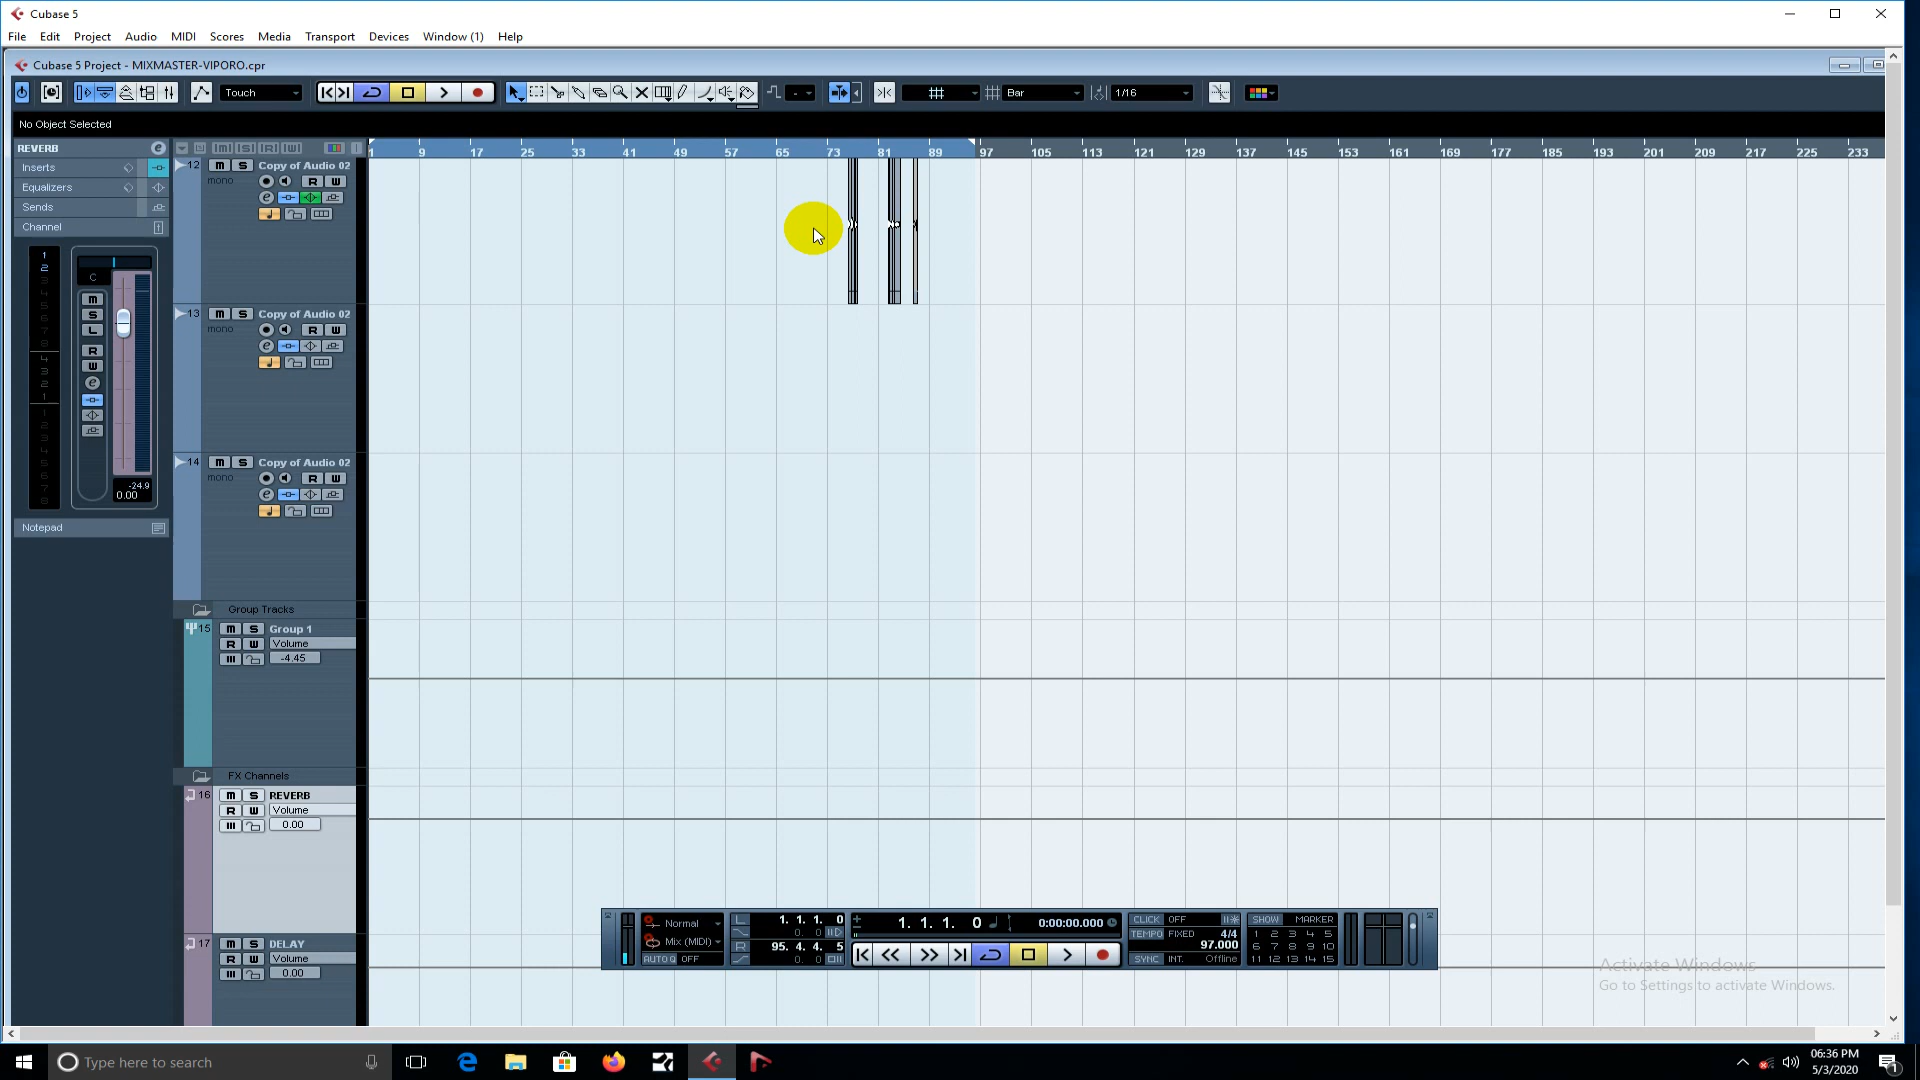 Cubase 5
File Edit Project Audio MIDI Scores Media Transport Devices Window (1) Help
Cubase 5 Project - MIXMASTER-VIPORO.cpr
Touch
Bar
1/16
No Object Selected
REVERB
Inserts
Equalizers
Sends
Channel
C
m
S
L
R
W
e
-24.9
0.00
Notepad
1 9 17 25 33 41 49 57 65 73 81 89 97 105 113 121 129 137 145 153 161 169 177 185 193 201 209 217 225 233
12 m S Copy of Audio 02
mono R W
e
13 m S Copy of Audio 02
mono R W
e
14 m S Copy of Audio 02
mono R W
e
Group Tracks
15 m S Group 1
R W Volume
-4.45
FX Channels
16 m S REVERB
R W Volume
0.00
17 m S DELAY
R W Volume
0.00
Normal
Mix (MIDI)
AUTO Q OFF
L 1. 1. 1. 0
0. 0
R 95. 4. 4. 5
0. 0
1. 1. 1. 0
0:00:00.000
CLICK OFF
TEMPO FIXED 4/4
97.000
SYNC INT. Offline
SHOW MARKER
1 2 3 4 5
6 7 8 9 10
11 12 13 14 15
Activate Windows
Go to Settings to activate Windows.
Type here to search
06:36 PM
5/3/2020
1